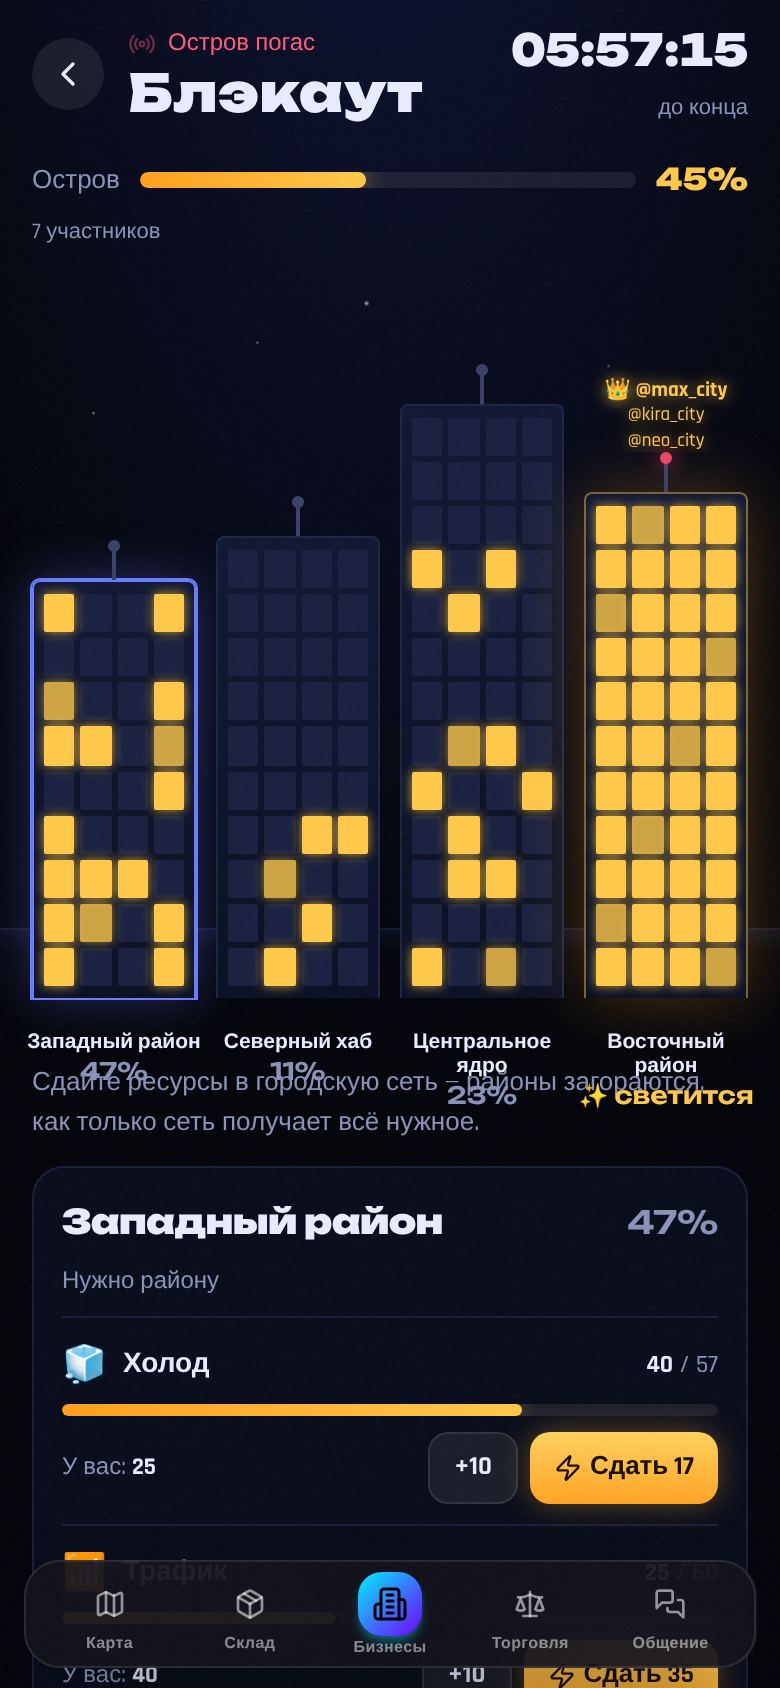 Остров погас
Блэкаут
05:57:15
до конца
Остров
45%
7 участников
👑 @max_city
@kira_city
@neo_city
Западный район
47%
Северный хаб
11%
Центральное
ядро
23%
Восточный
район
✨ светится
Сдайте ресурсы в городскую сеть – районы загораются,
как только сеть получает всё нужное.
Западный район
47%
Нужно району
Холод
40 / 57
У вас: 25
+10
Сдать 17
Трафик
25 / 60
Карта
Склад
Бизнесы
Торговля
Общение
У вас: 40
+10
Сдать 35